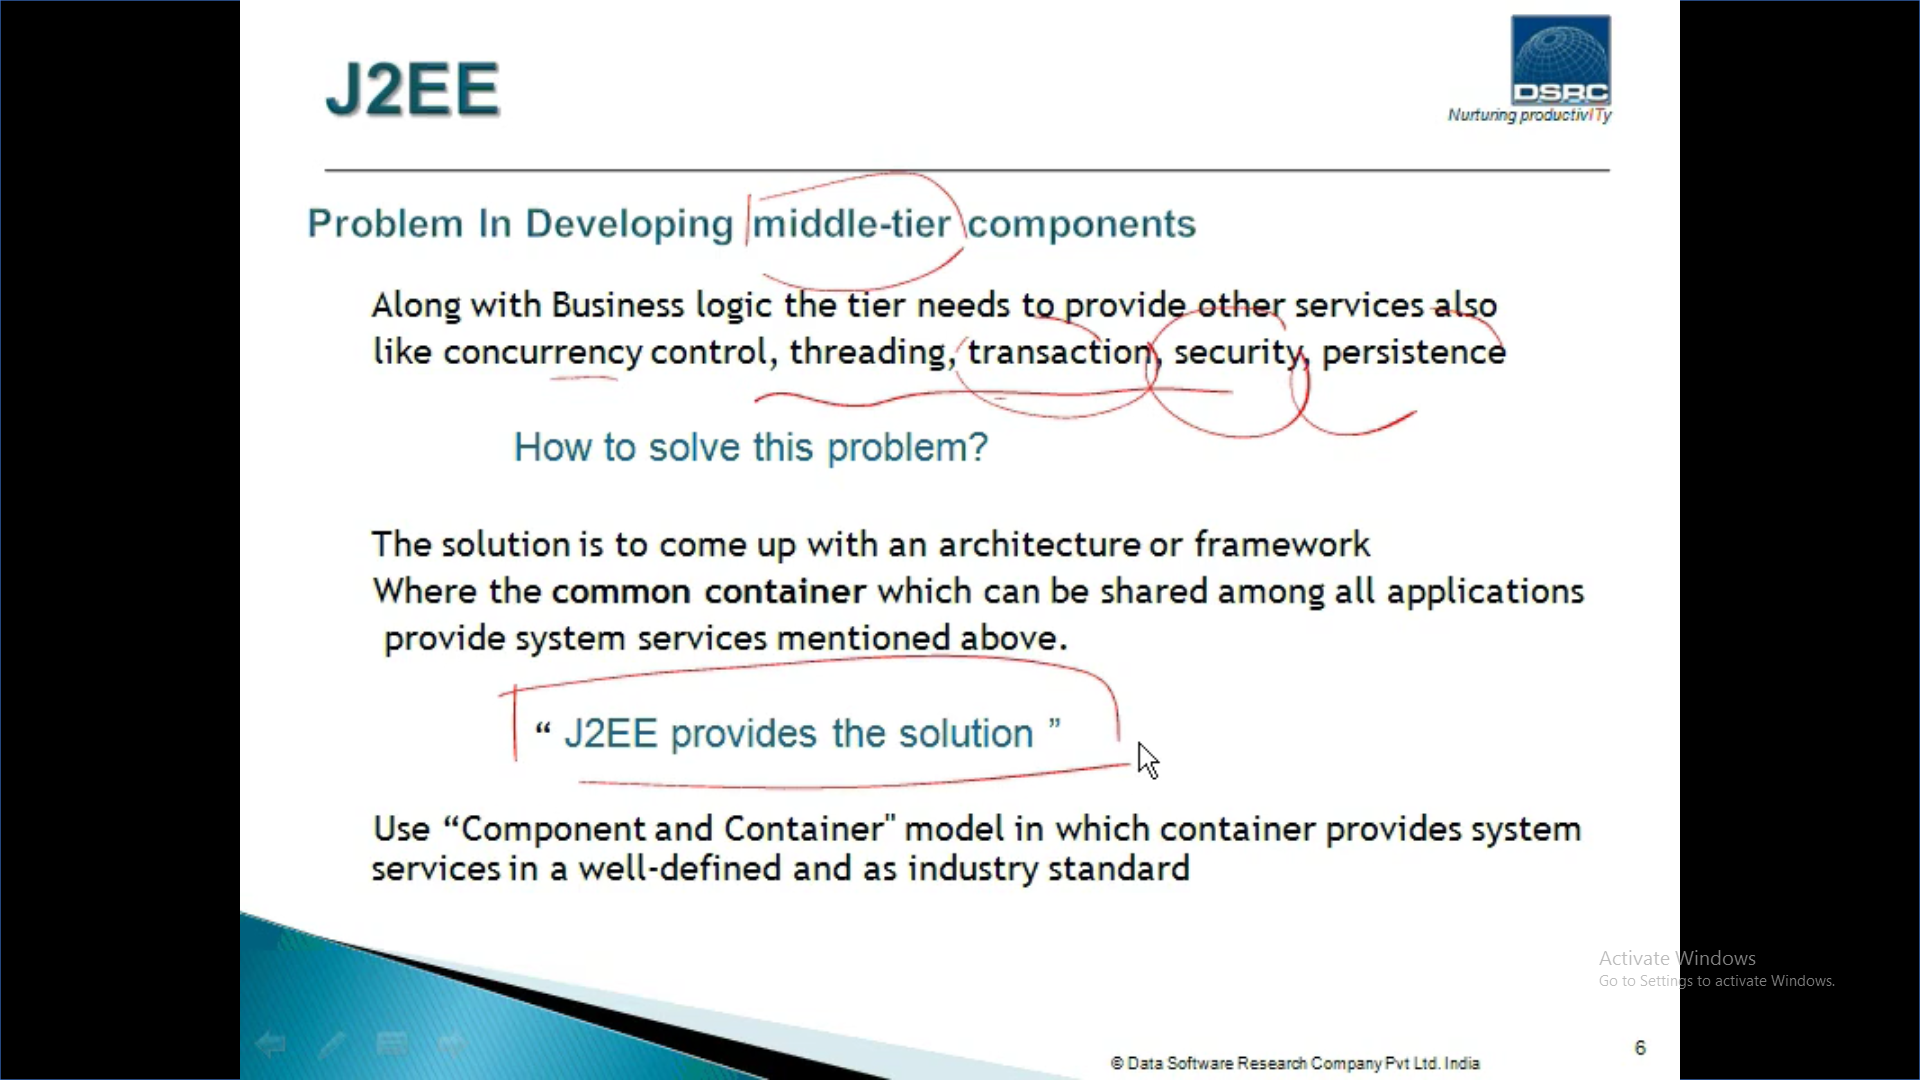 J2EE
DSRC
Nurturing productivITy
Problem In Developing middle-tier components
Along with Business logic the tier needs to provide other services also
like concurrency control, threading, transaction, security, persistence
How to solve this problem?
The solution is to come up with an architecture or framework
Where the common container which can be shared among all applications
provide system services mentioned above.
“ J2EE provides the solution ”
Use “Component and Container" model in which container provides system
services in a well-defined and as industry standard
Activate Windows
Go to Settings to activate Windows.
6
© Data Software Research Company Pvt Ltd. India